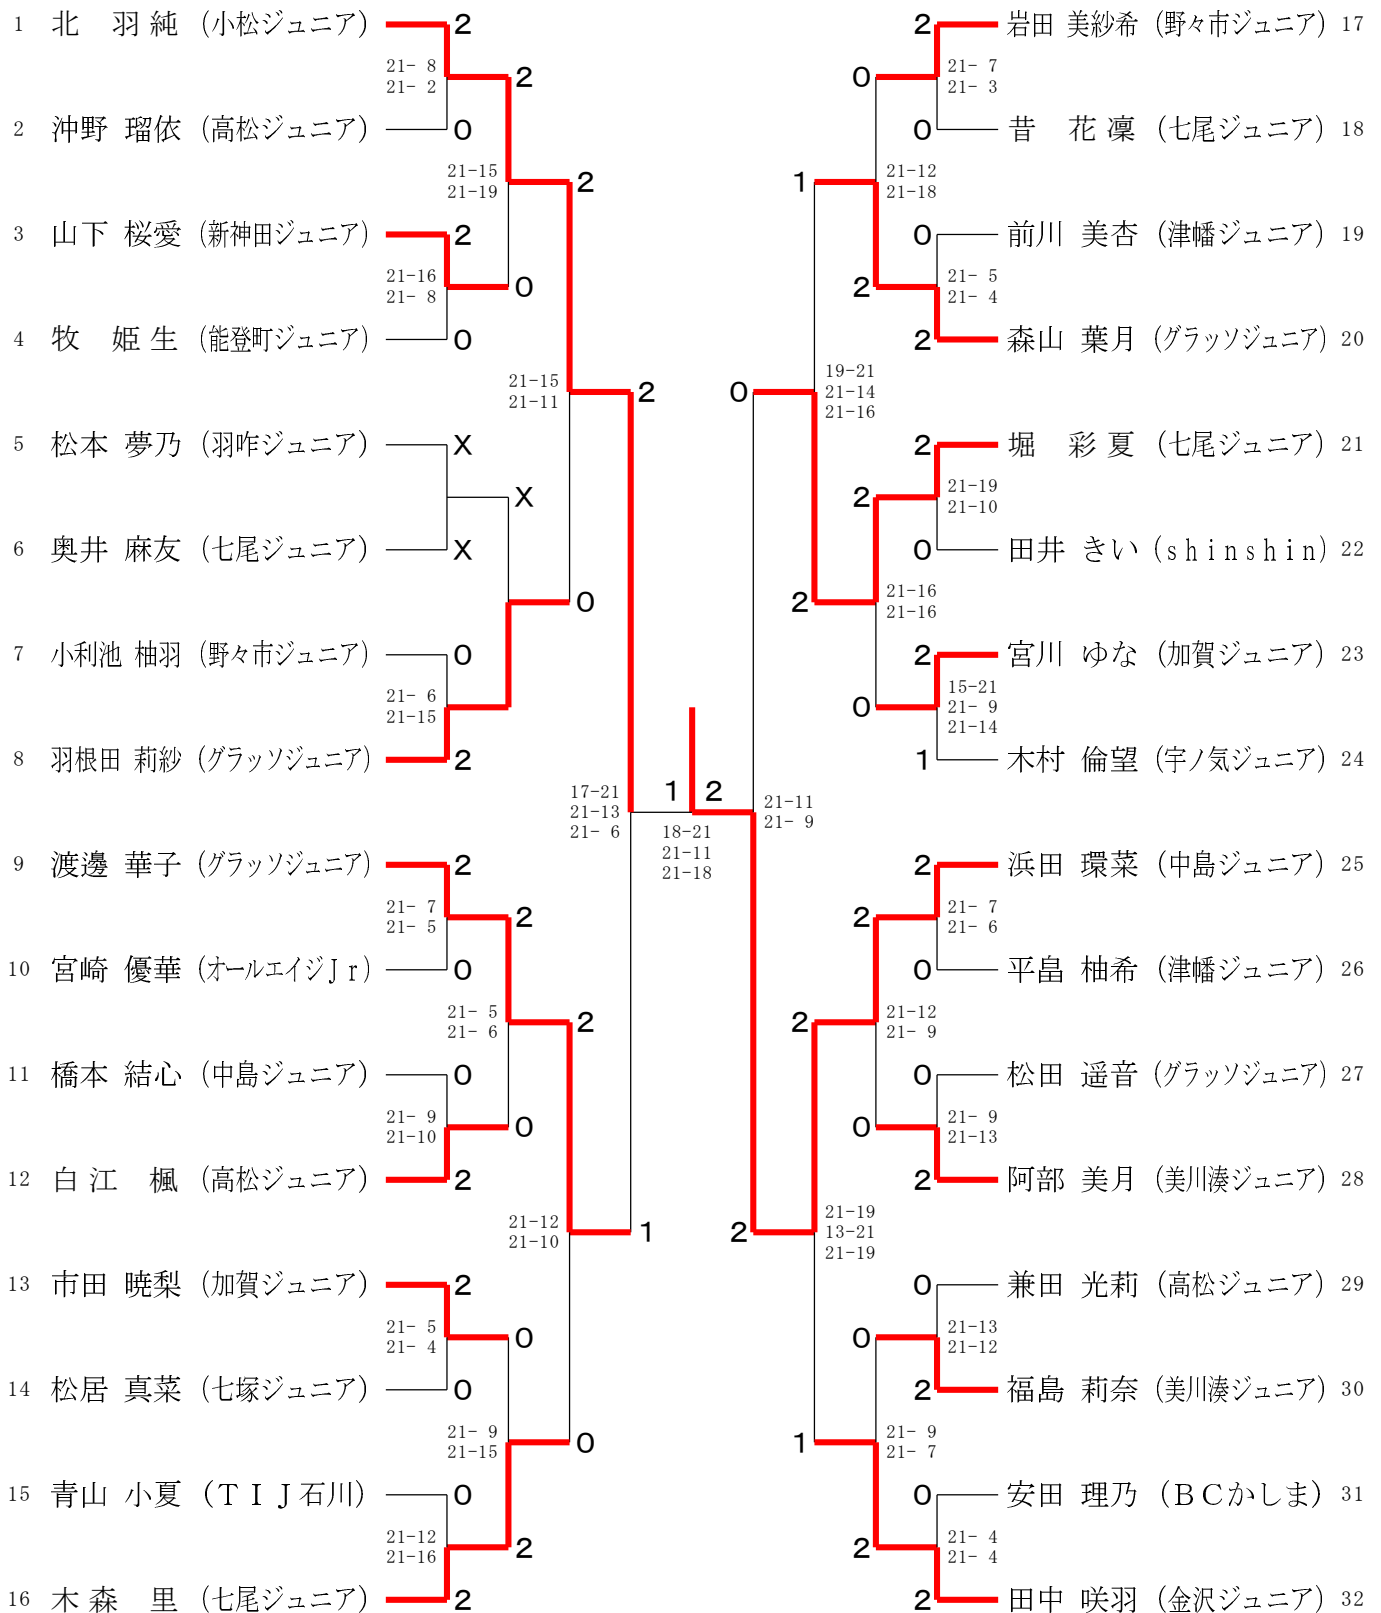 1 北　羽純 (小松ジュニア) 2
21- 8
21- 2
2
2 沖野 瑠依 (高松ジュニア) 0
21-15
21-19
2
3 山下 桜愛 (新神田ジュニア) 2
21-16
21- 8
0
4 牧　姫生 (能登町ジュニア) 0
21-15
21-11
2
5 松本 夢乃 (羽咋ジュニア) X
X
6 奥井 麻友 (七尾ジュニア) X
0
7 小利池 柚羽 (野々市ジュニア) 0
21- 6
21-15
8 羽根田 莉紗 (グラッソジュニア) 2
17-21
21-13
21- 6
9 渡邊 華子 (グラッソジュニア) 2
21- 7
21- 5
2
10 宮崎 優華 (オールエイジJr) 0
21- 5
21- 6
2
11 橋本 結心 (中島ジュニア) 0
21- 9
21-10
0
12 白江　楓 (高松ジュニア) 2
21-12
21-10
1
13 市田 暁梨 (加賀ジュニア) 2
21- 5
21- 4
0
14 松居 真菜 (七塚ジュニア) 0
21- 9
21-15
0
15 青山 小夏 (TIJ石川) 0
21-12
21-16
2
16 木森　里 (七尾ジュニア) 2
1 2
18-21
21-11
21-18
2 岩田 美紗希 (野々市ジュニア) 17
0
21- 7
21- 3
0 昔　花凜 (七尾ジュニア) 18
1
21-12
21-18
0 前川 美杏 (津幡ジュニア) 19
2
21- 5
21- 4
2 森山 葉月 (グラッソジュニア) 20
0
19-21
21-14
21-16
2 堀　彩夏 (七尾ジュニア) 21
2
21-19
21-10
0 田井 きい (shinshin) 22
2
21-16
21-16
2 宮川 ゆな (加賀ジュニア) 23
0
15-21
21- 9
21-14
1 木村 倫望 (宇ノ気ジュニア) 24
21-11
21- 9
2 浜田 環菜 (中島ジュニア) 25
2
21- 7
21- 6
0 平畠 柚希 (津幡ジュニア) 26
2
21-12
21- 9
0 松田 遥音 (グラッソジュニア) 27
0
21- 9
21-13
2 阿部 美月 (美川湊ジュニア) 28
2
21-19
13-21
21-19
0 兼田 光莉 (高松ジュニア) 29
0
21-13
21-12
2 福島 莉奈 (美川湊ジュニア) 30
1
21- 9
21- 7
0 安田 理乃 (BCかしま) 31
2
21- 4
21- 4
2 田中 咲羽 (金沢ジュニア) 32